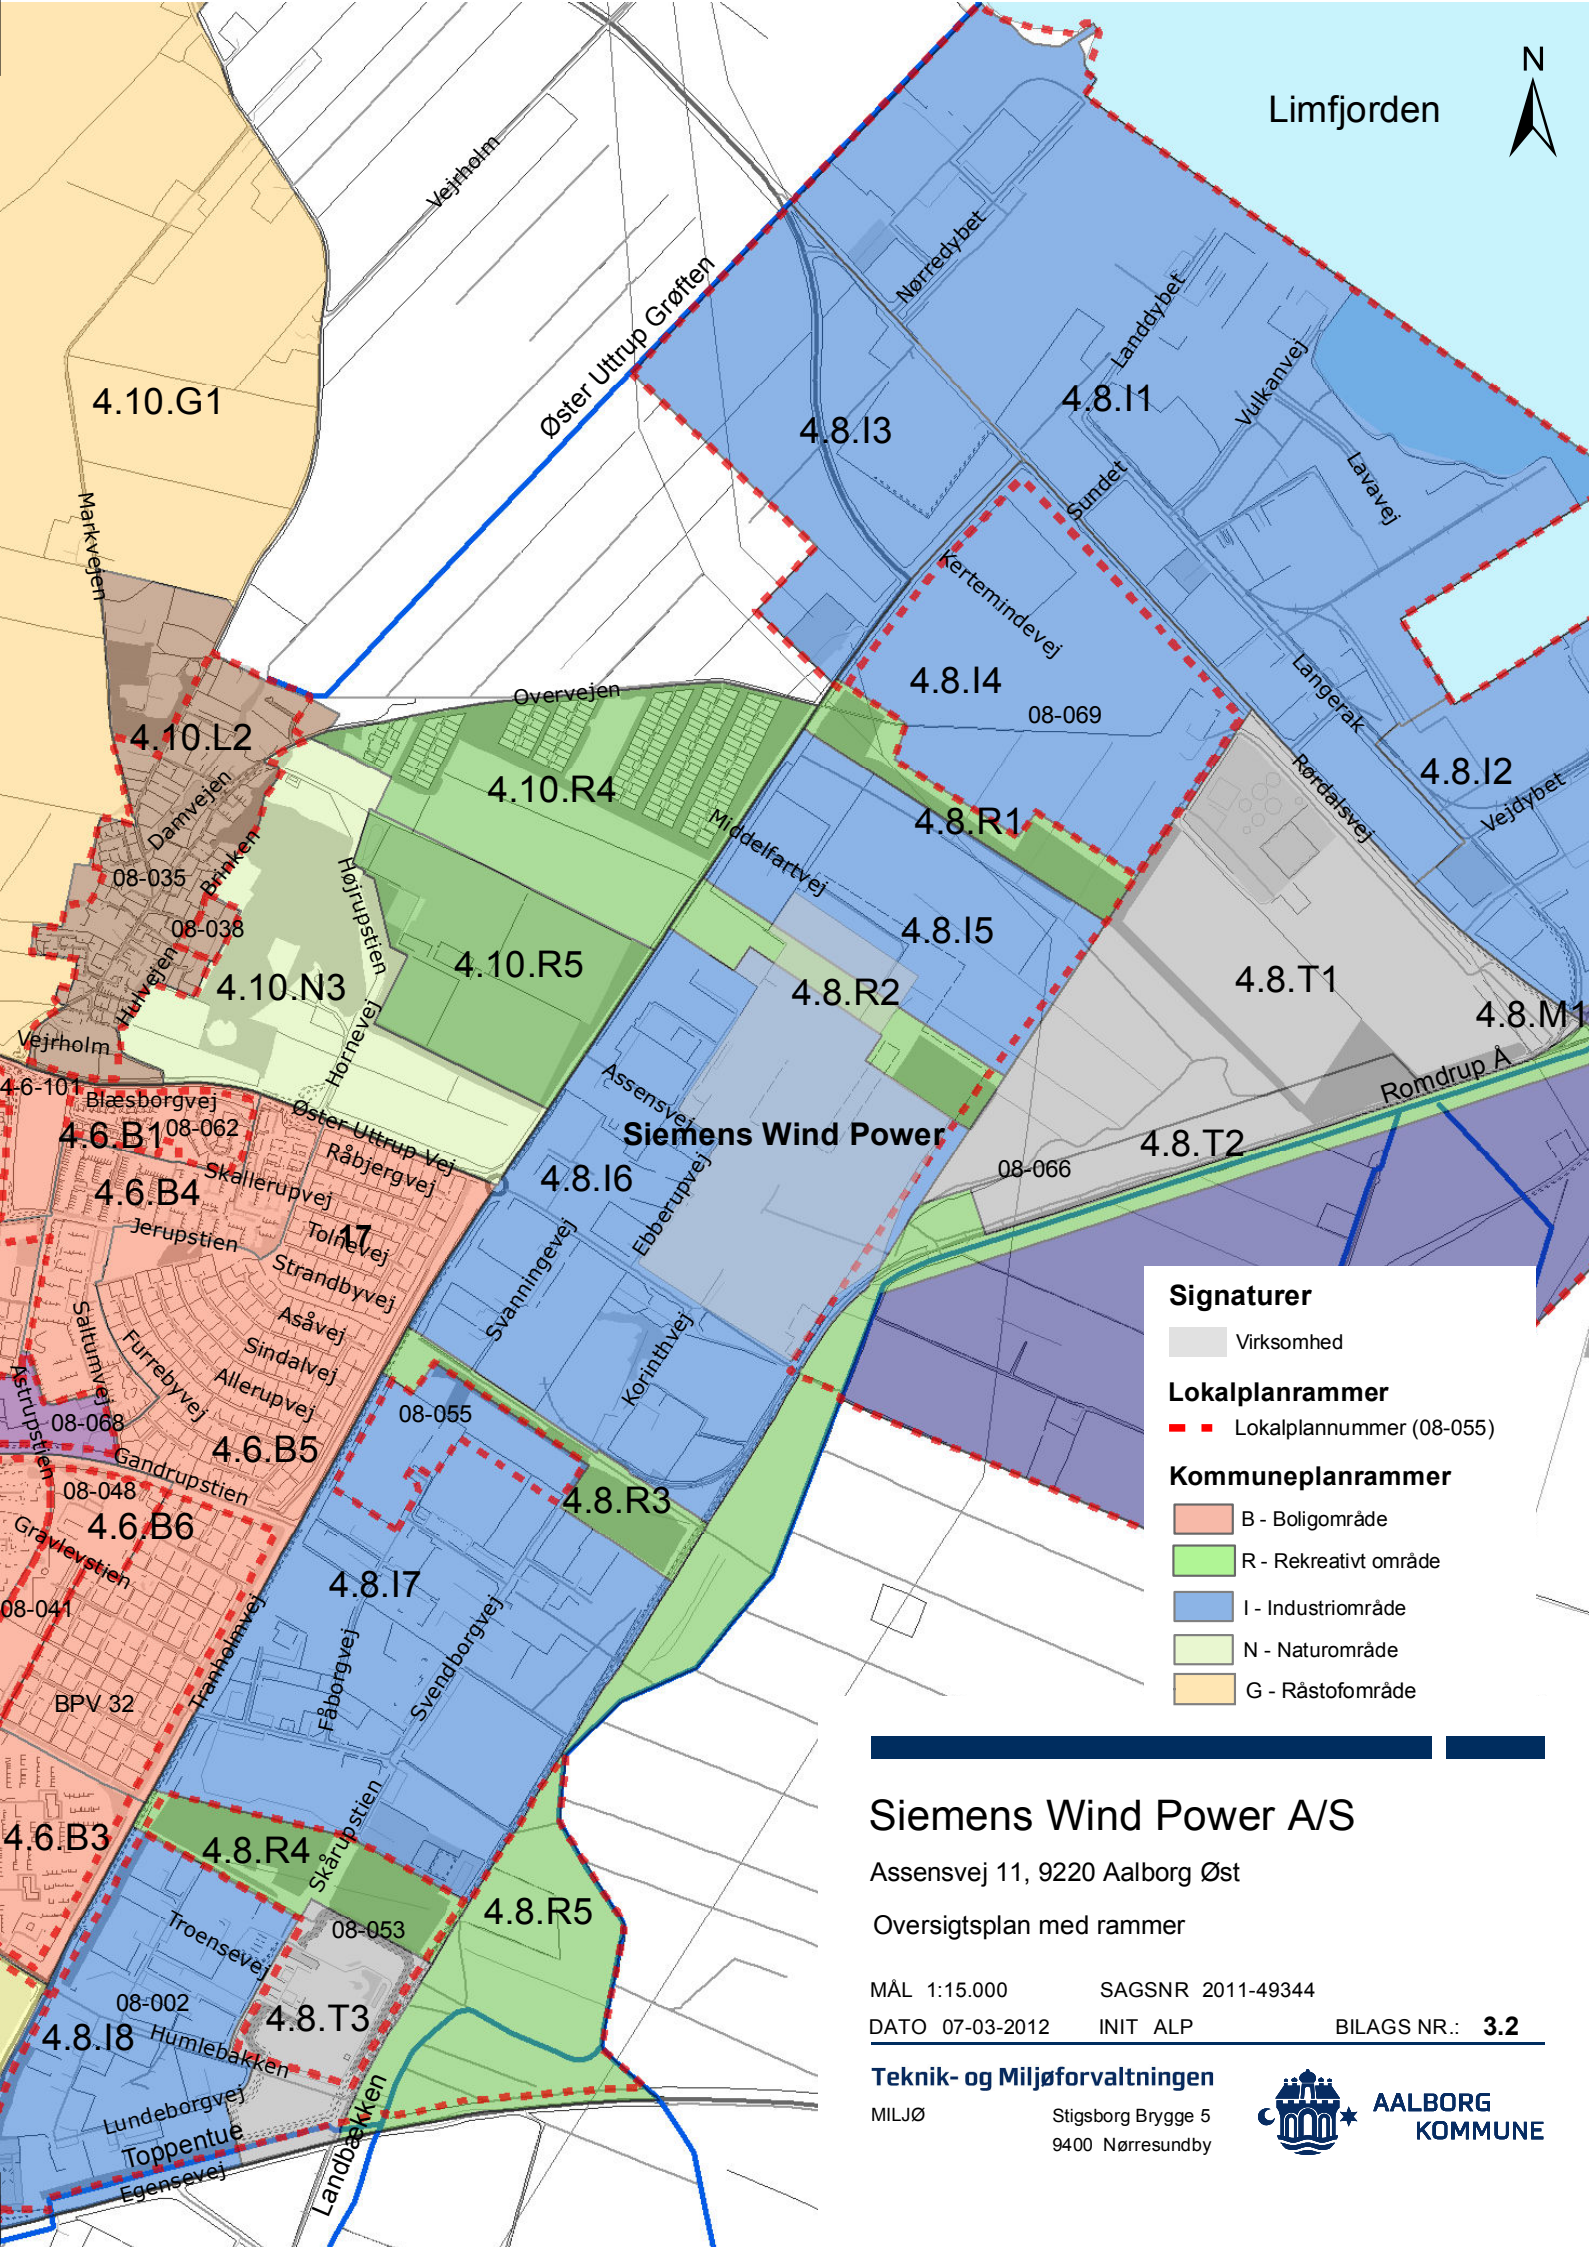 N
Limfjorden
Vejrholm
Nørredybet
Øster Uttrup Grøften
Landdybet
Vulkanvej
4.10.G1
4.8.I1
4.8.I3
Lavavej
Sundet
Markvejen
Kertemindevej
4.8.I4
Langerak
Overvejen
08-069
4.10.L2
Rørdalsvej
4.8.I2
4.10.R4
Vejdybet
Damvejen
4.8.R1
Middelfartvej
Brinken
08-035
Højrupstien
08-038
4.8.I5
4.10.R5
4.8.T1
4.10.N3
4.8.R2
Hulvejen
4.8.M1
Hornevej
Vejrholm
Romdrup Å
4-6-101
Blæsborgvej
Assensvej
Øster Uttrup Vej
4.6.B1
08-062
Siemens Wind Power
4.8.T2
Råbjergvej
08-066
Skallerupvej
4.8.I6
4.6.B4
Ebberupvej
Jerupstien
Tolnevej
17
Strandbyvej
Svanningevej
Signaturer
Asåvej
Virksomhed
Saltumvej
Furrebyvej
Sindalvej
Korinthvej
Allerupvej
Lokalplanrammer
Astrupstien
08-068
08-055
Lokalplannummer (08-055)
4.6.B5
Gandrupstien
Kommuneplanrammer
08-048
4.8.R3
B - Boligområde
4.6.B6
Gravlevstien
R - Rekreativt område
4.8.I7
08-041
I - Industriområde
Tranholmvej
Svendborgvej
N - Naturområde
Fåborgvej
BPV 32
G - Råstofområde
4.6.B3
4.8.R4
Skårupstien
Siemens Wind Power A/S
Assensvej 11, 9220 Aalborg Øst
4.8.R5
08-053
Oversigtsplan med rammer
Troensevej
08-002
MÅL 1:15.000 SAGSNR 2011-49344
4.8.T3
4.8.I8
Humlebakken
DATO 07-03-2012 INIT ALP BILAGS NR.: 3.2
Lundeborgvej
Teknik- og Miljøforvaltningen
Toppentue
Landbækken
MILJØ Stigsborg Brygge 5
9400 Nørresundby
AALBORG
KOMMUNE
Egensevej